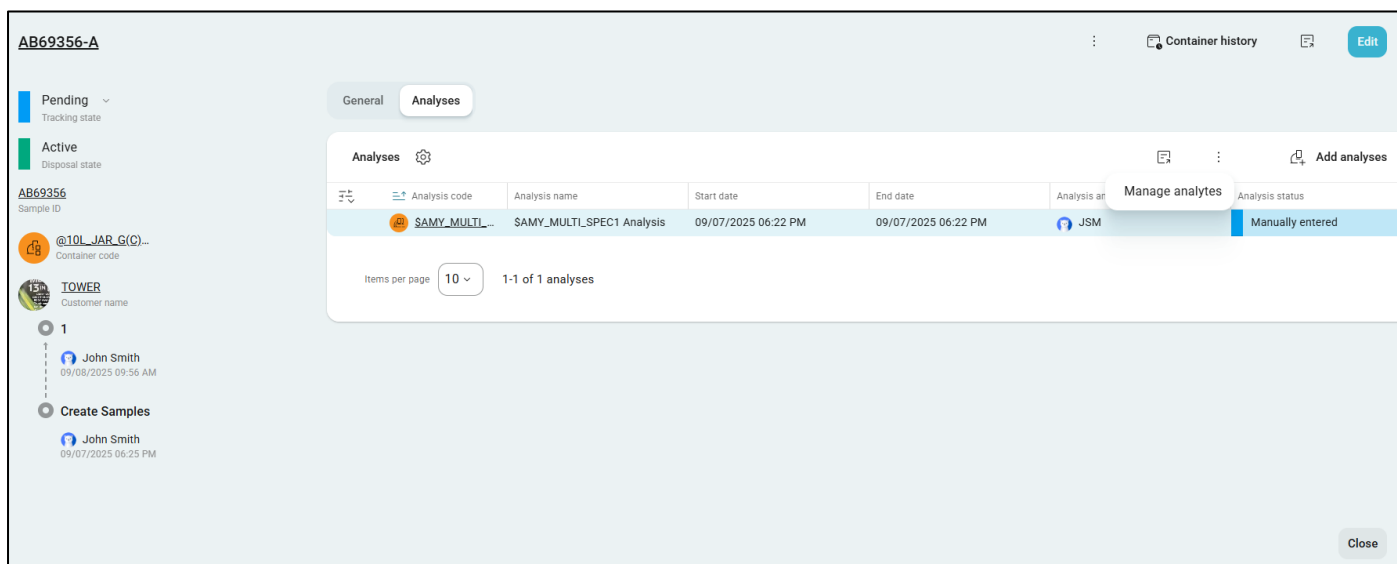 AB69356-A
Container history
Edit
Pending
Tracking state
Active
Disposal state
AB69356
Sample ID
@10L_JAR_G(C)...
Container code
TOWER
Customer name
1
John Smith
09/08/2025 09:56 AM
Create Samples
John Smith
09/07/2025 06:25 PM
General
Analyses
Analyses
Add analyses
Manage analytes
Analysis code
Analysis name
Start date
End date
Analysis an
Analysis status
$AMY_MULTI_...
$AMY_MULTI_SPEC1 Analysis
09/07/2025 06:22 PM
09/07/2025 06:22 PM
JSM
Manually entered
Items per page
10
1-1 of 1 analyses
Close